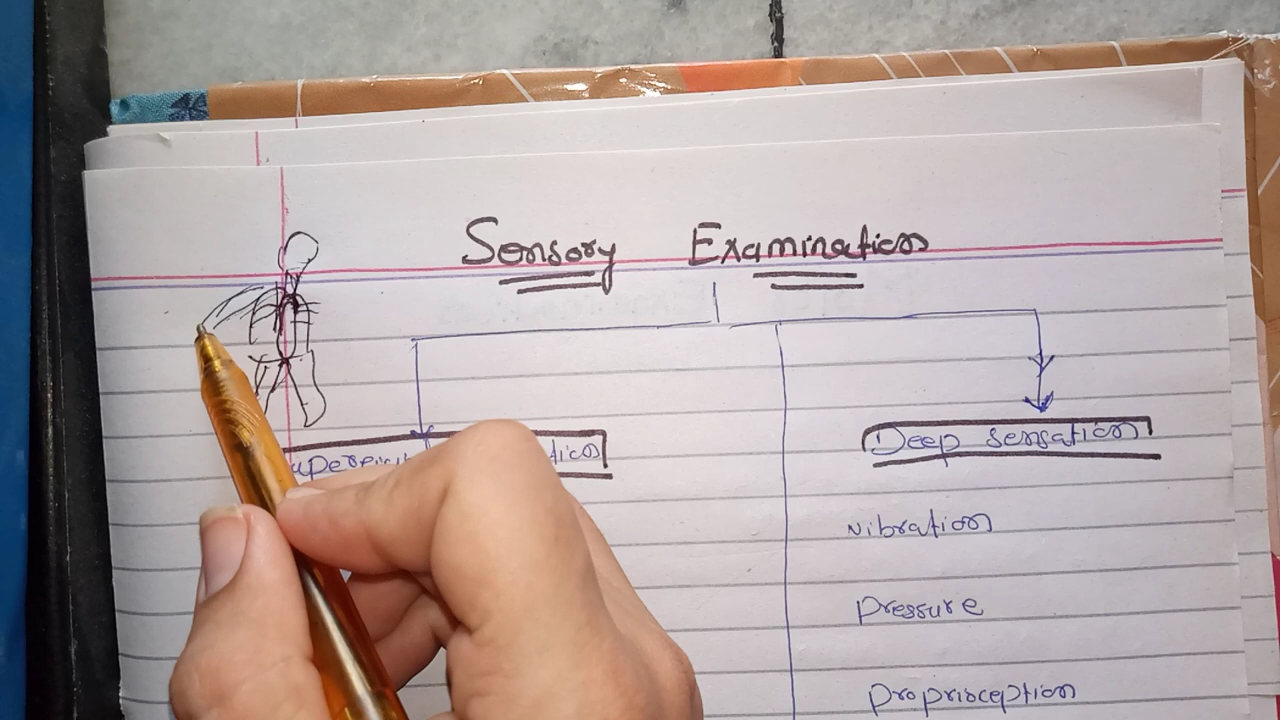 Sensory Examination
Deep sensation
vibration
pressure
proprioception